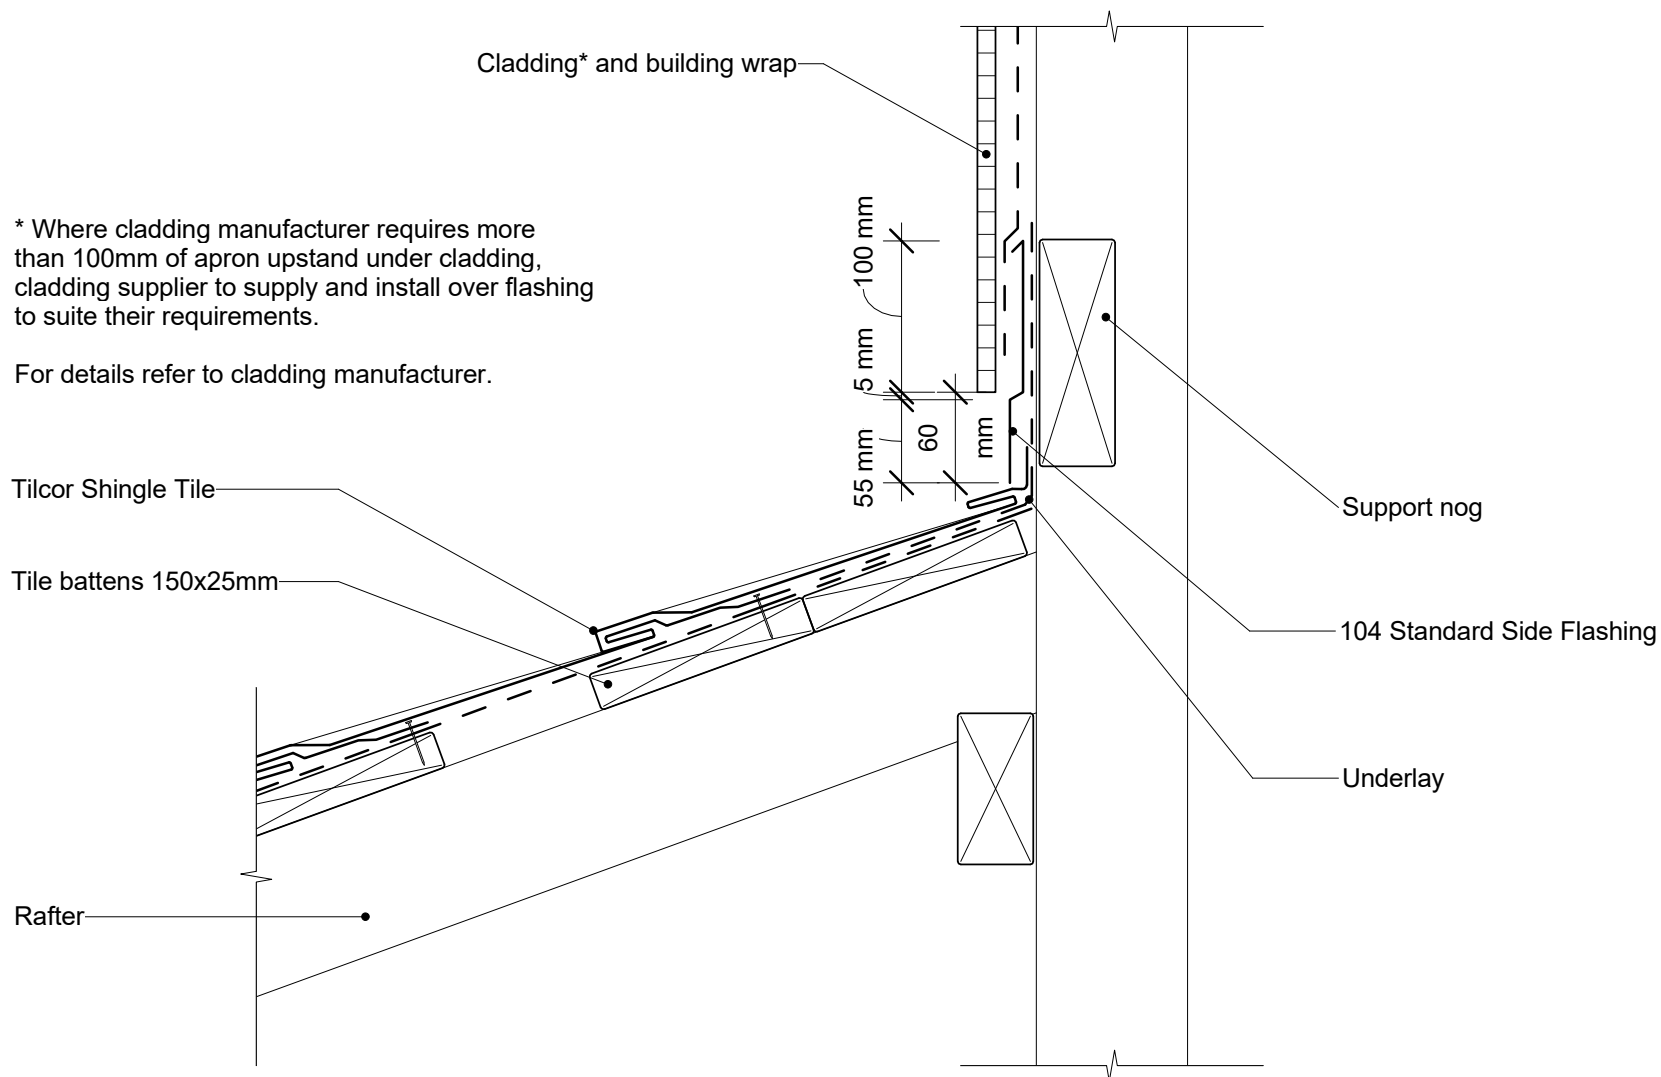 Cladding* and building wrap
* Where cladding manufacturer requires more
than 100mm of apron upstand under cladding,
cladding supplier to supply and install over flashing
to suite their requirements.
For details refer to cladding manufacturer.
100 mm
5 mm
55 mm
60
mm
Tilcor Shingle Tile
Support nog
Tile battens 150x25mm
104 Standard Side Flashing
Underlay
Rafter